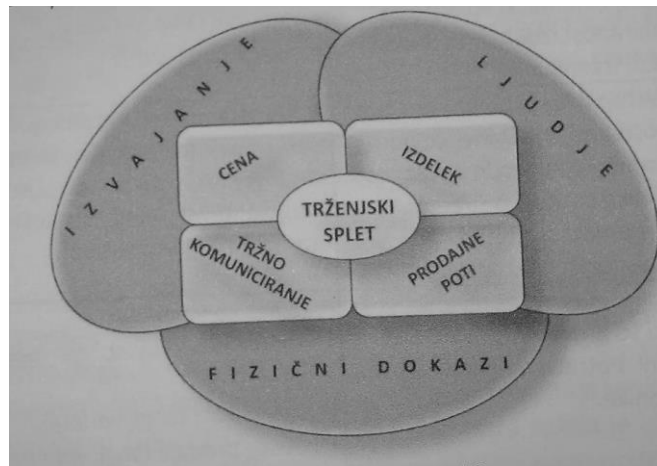 IZVAJANJE
LJUDJE
CENA
IZDELEK
TRŽENJSKI
SPLET
TRŽNO
KOMUNICIRANJE
PRODAJNE
POTI
FIZIČNI DOKAZI